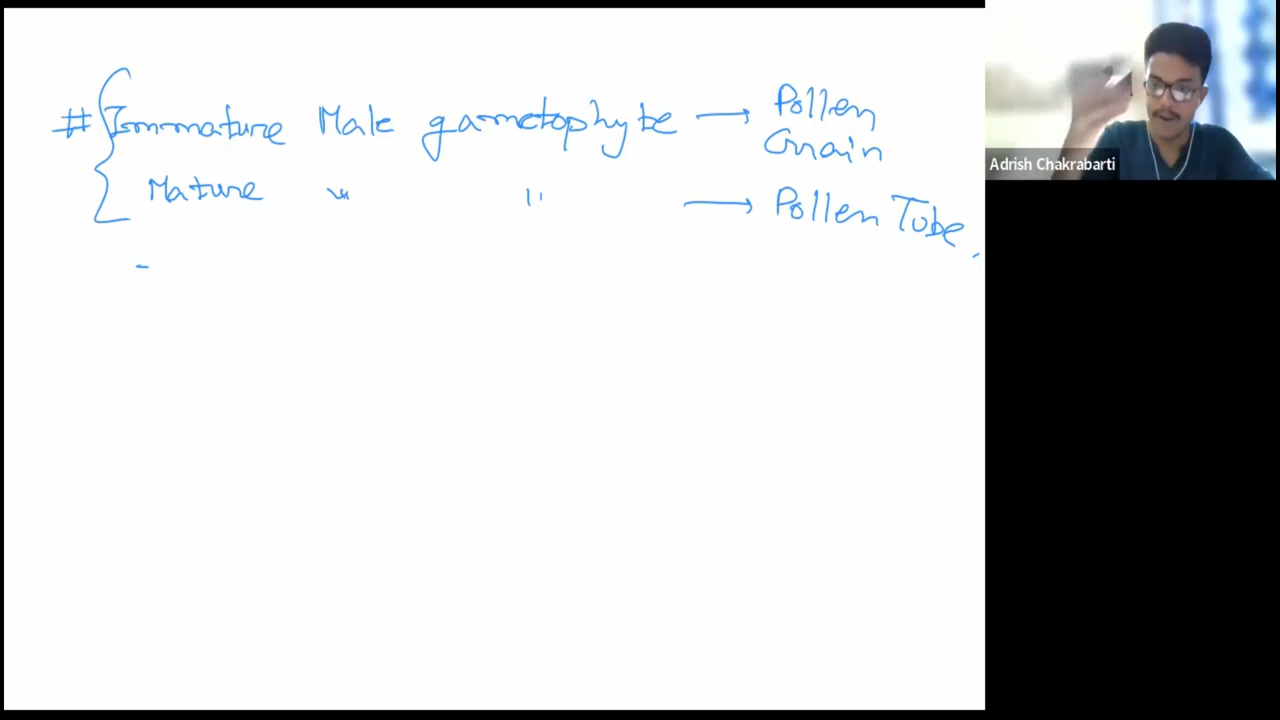 # Immature Male gametophyte → Pollen Grain
Mature " " → Pollen Tube.
Adrish Chakrabarti